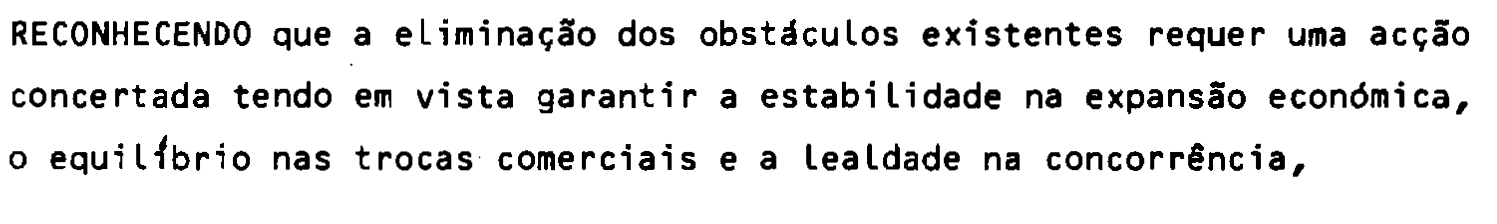 RECONHECENDO que a eliminação dos obstáculos existentes requer uma acção
concertada tendo em vista garantir a estabilidade na expansão económica,
o equilíbrio nas trocas comerciais e a lealdade na concorrência,